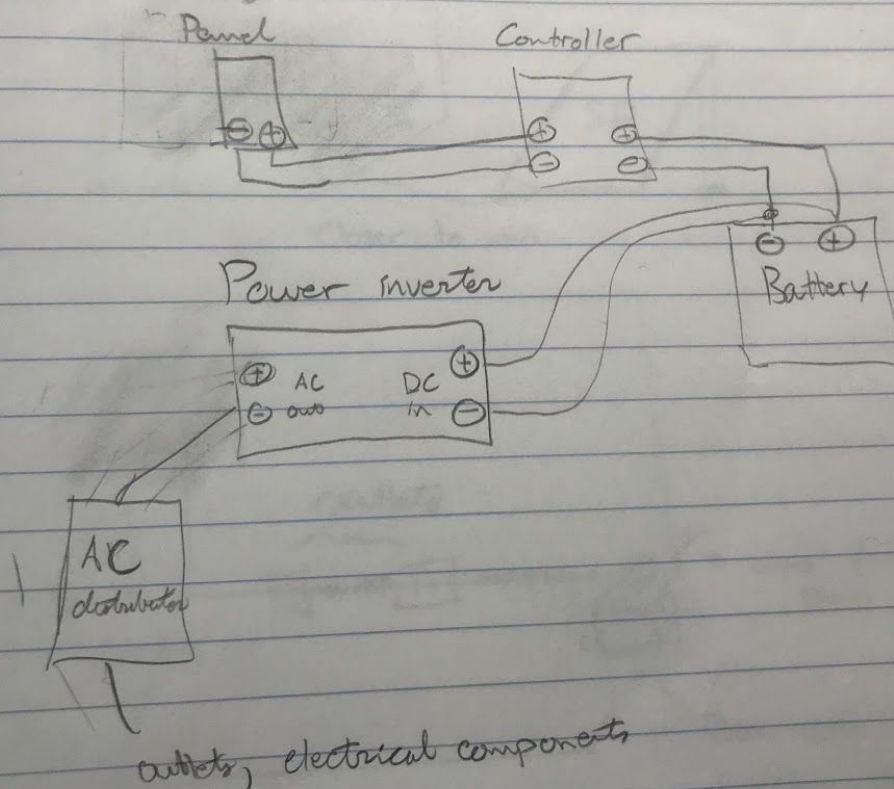 Panel
Controller
⊖ ⊕
⊕ ⊕
⊖ ⊖
⊖ ⊕
Battery
Power inverter
⊕ AC DC ⊕
⊖ out in ⊖
AC
distributor
outlets, electrical components